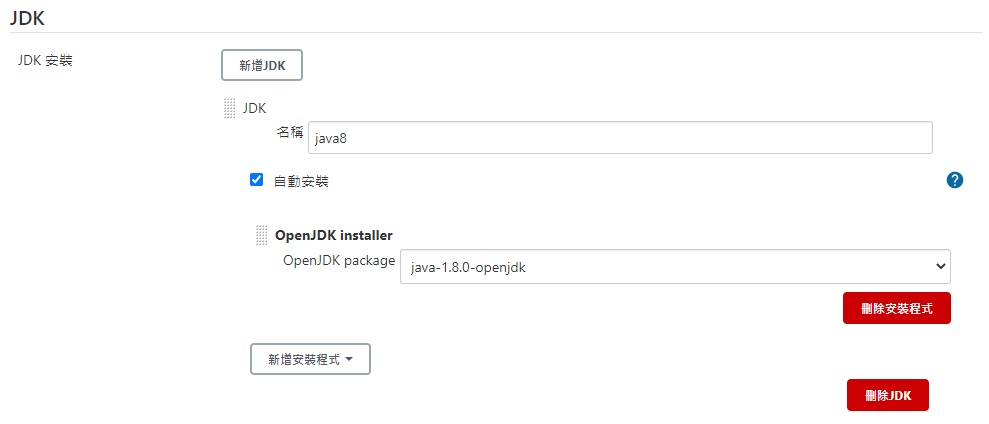 JDK
JDK 安裝
新增JDK
JDK
名稱
java8
自動安裝
?
OpenJDK installer
OpenJDK package
java-1.8.0-openjdk
刪除安裝程式
新增安裝程式
刪除JDK